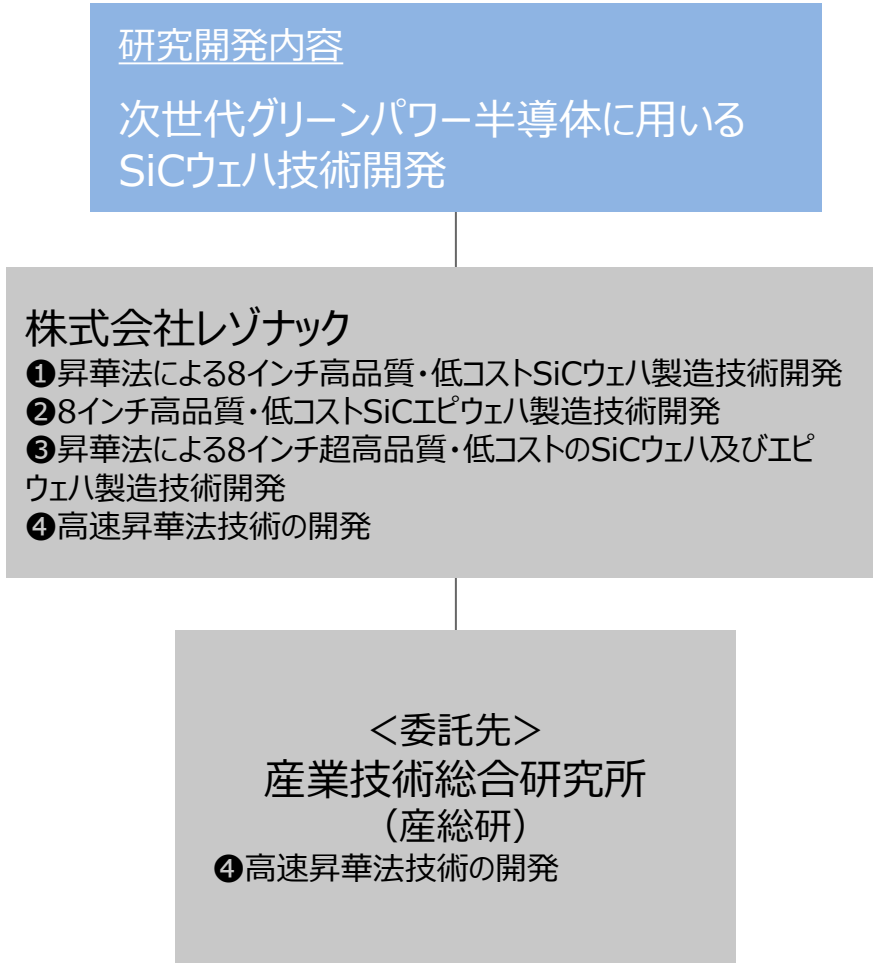 研究開発内容
次世代グリーンパワー半導体に用いる
SiCウェハ技術開発
株式会社レゾナック
❶昇華法による8インチ高品質・低コストSiCウェハ製造技術開発
❷8インチ高品質・低コストSiCエピウェハ製造技術開発
❸昇華法による8インチ超高品質・低コストのSiCウェハ及びエピ
ウェハ製造技術開発
❹高速昇華法技術の開発
＜委託先＞
産業技術総合研究所
（産総研）
❹高速昇華法技術の開発